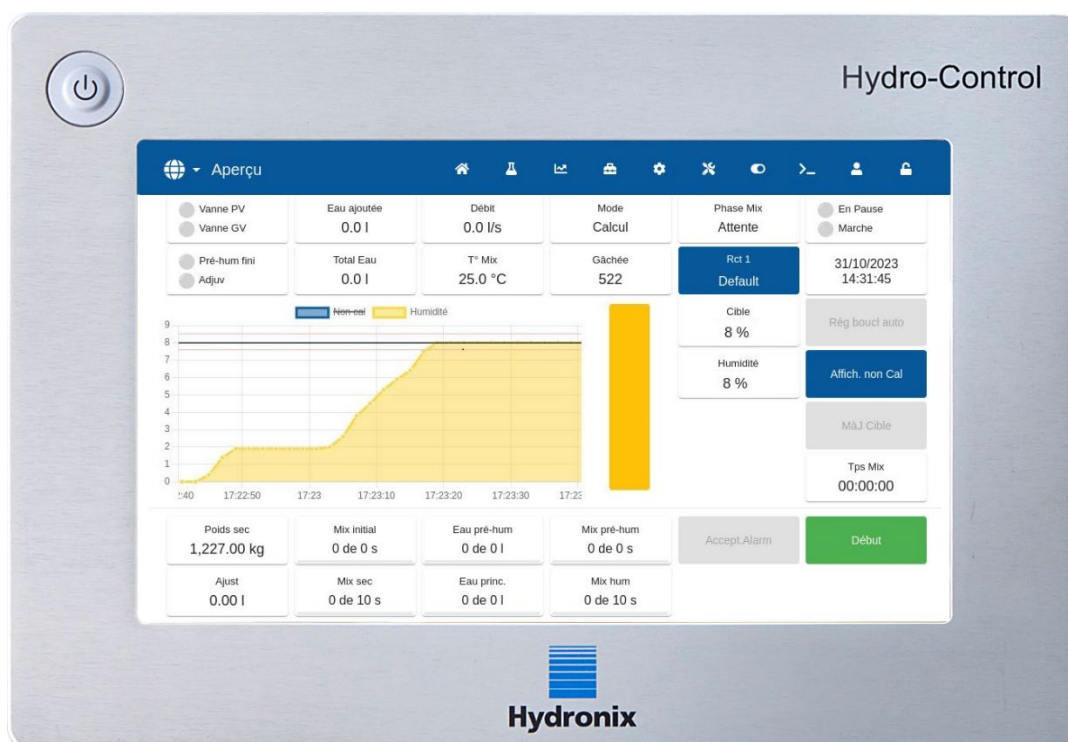 Hydro-Control
Aperçu
Vanne PV
Vanne GV
Eau ajoutée
0.0 l
Débit
0.0 l/s
Mode
Calcul
Phase Mix
Attente
En Pause
Marche
Pré-hum fini
Adjuv
Total Eau
0.0 l
T° Mix
25.0 °C
Gâchée
522
Rct 1
Default
31/10/2023
14:31:45
Non cal
Humidité
9
8
7
6
5
4
3
2
1
0
:40 17:22:50 17:23 17:23:10 17:23:20 17:23:30 17:23
Cible
8 %
Rég boucl auto
Humidité
8 %
Affich. non Cal
MàJ Cible
Tps Mix
00:00:00
Poids sec
1,227.00 kg
Mix initial
0 de 0 s
Eau pré-hum
0 de 0 l
Mix pré-hum
0 de 0 s
Accept.Alarm
Début
Ajust
0.00 l
Mix sec
0 de 10 s
Eau princ.
0 de 0 l
Mix hum
0 de 10 s
Hydronix